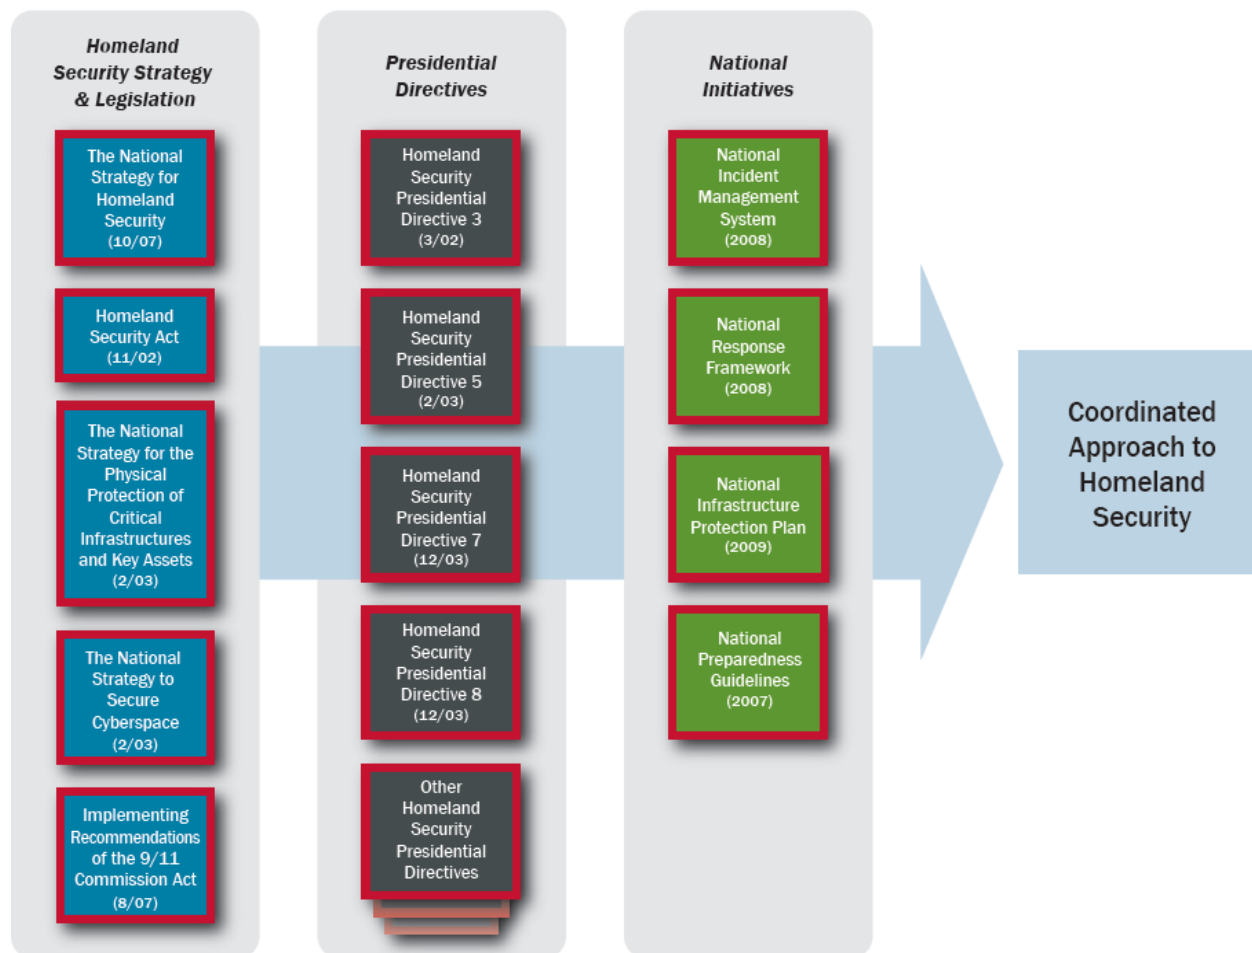 Homeland
Security Strategy
& Legislation
The National
Strategy for
Homeland
Security
(10/07)
Homeland
Security Act
(11/02)
The National
Strategy for the
Physical
Protection of
Critical
Infrastructures
and Key Assets
(2/03)
The National
Strategy to
Secure
Cyberspace
(2/03)
Implementing
Recommendations
of the 9/11
Commission Act
(8/07)
Presidential
Directives
Homeland
Security
Presidential
Directive 3
(3/02)
Homeland
Security
Presidential
Directive 5
(2/03)
Homeland
Security
Presidential
Directive 7
(12/03)
Homeland
Security
Presidential
Directive 8
(12/03)
Other
Homeland
Security
Presidential
Directives
National
Initiatives
National
Incident
Management
System
(2008)
National
Response
Framework
(2008)
National
Infrastructure
Protection Plan
(2009)
National
Preparedness
Guidelines
(2007)
Coordinated
Approach to
Homeland
Security